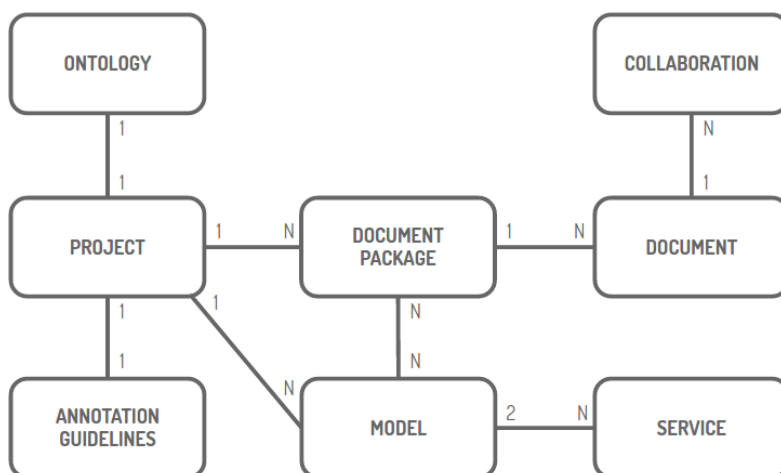 ONTOLOGY
COLLABORATION
1
N
1
1
PROJECT
1
N
DOCUMENT
PACKAGE
1
N
DOCUMENT
1
1
N
1
N
N
ANNOTATION
GUIDELINES
MODEL
2
N
SERVICE